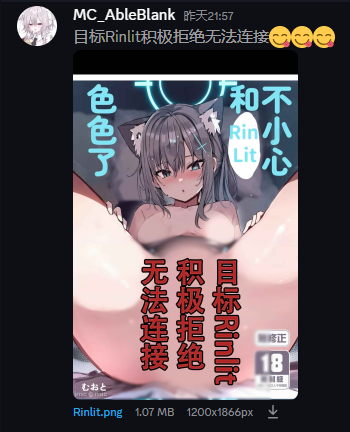 MC_AbleBlank 昨天21:57
目标Rinlit积极拒绝无法连接😋😋😋
不小心
和
Rin
Lit
色色了
目标Rinlit
积极拒绝
无法连接
修正
18
むおと
Rinlit.png 1.07 MB 1200x1866px